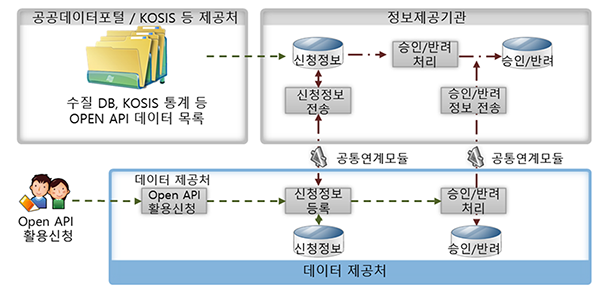 공공데이터포털 / KOSIS 등 제공처
수질 DB, KOSIS 통계 등
OPEN API 데이터 목록
정보제공기관
신청정보
승인/반려
처리
승인/반려
신청정보
전송
승인/반려
정보 전송
공통연계모듈
공통연계모듈
Open API
활용신청
데이터 제공처
Open API
활용신청
신청정보
등록
승인/반려
처리
신청정보
승인/반려
데이터 제공처